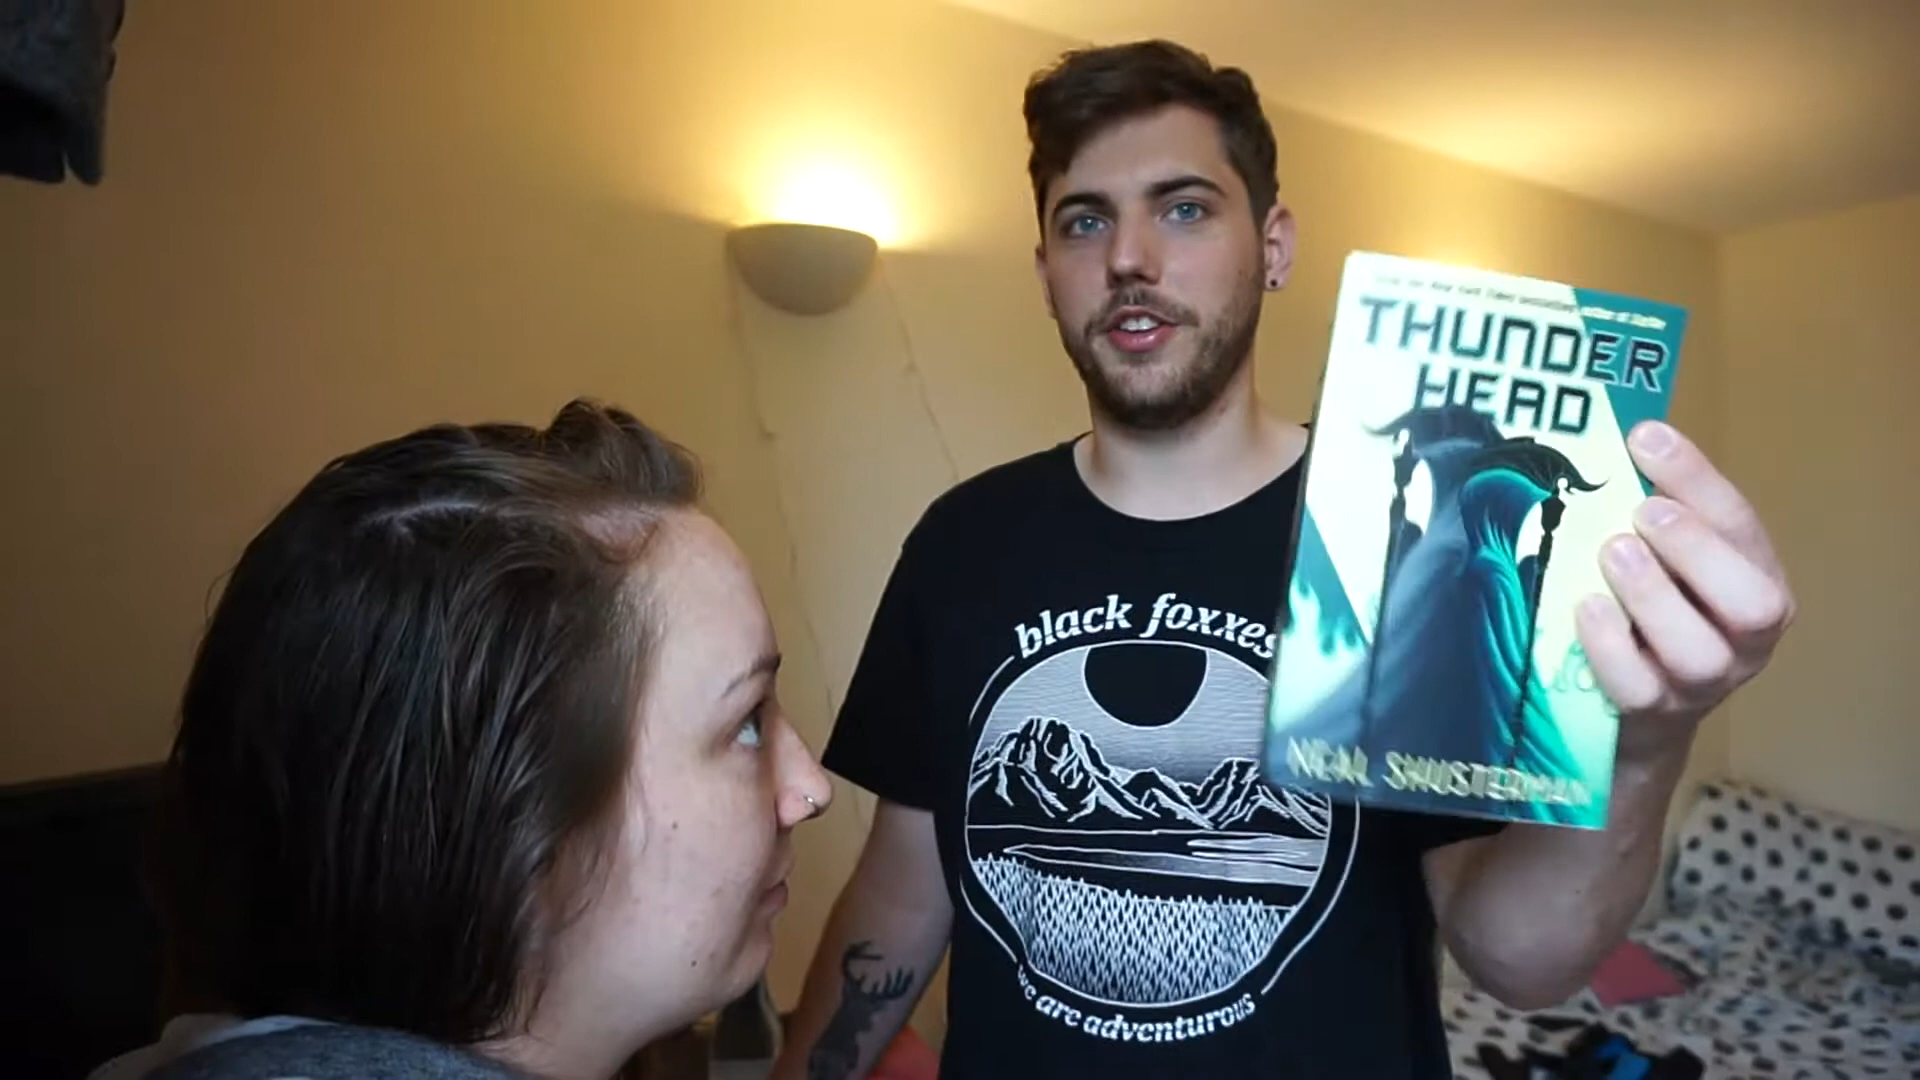 black foxxes
we are adventurous
THUNDER
HEAD
NEAL SHUSTERMAN